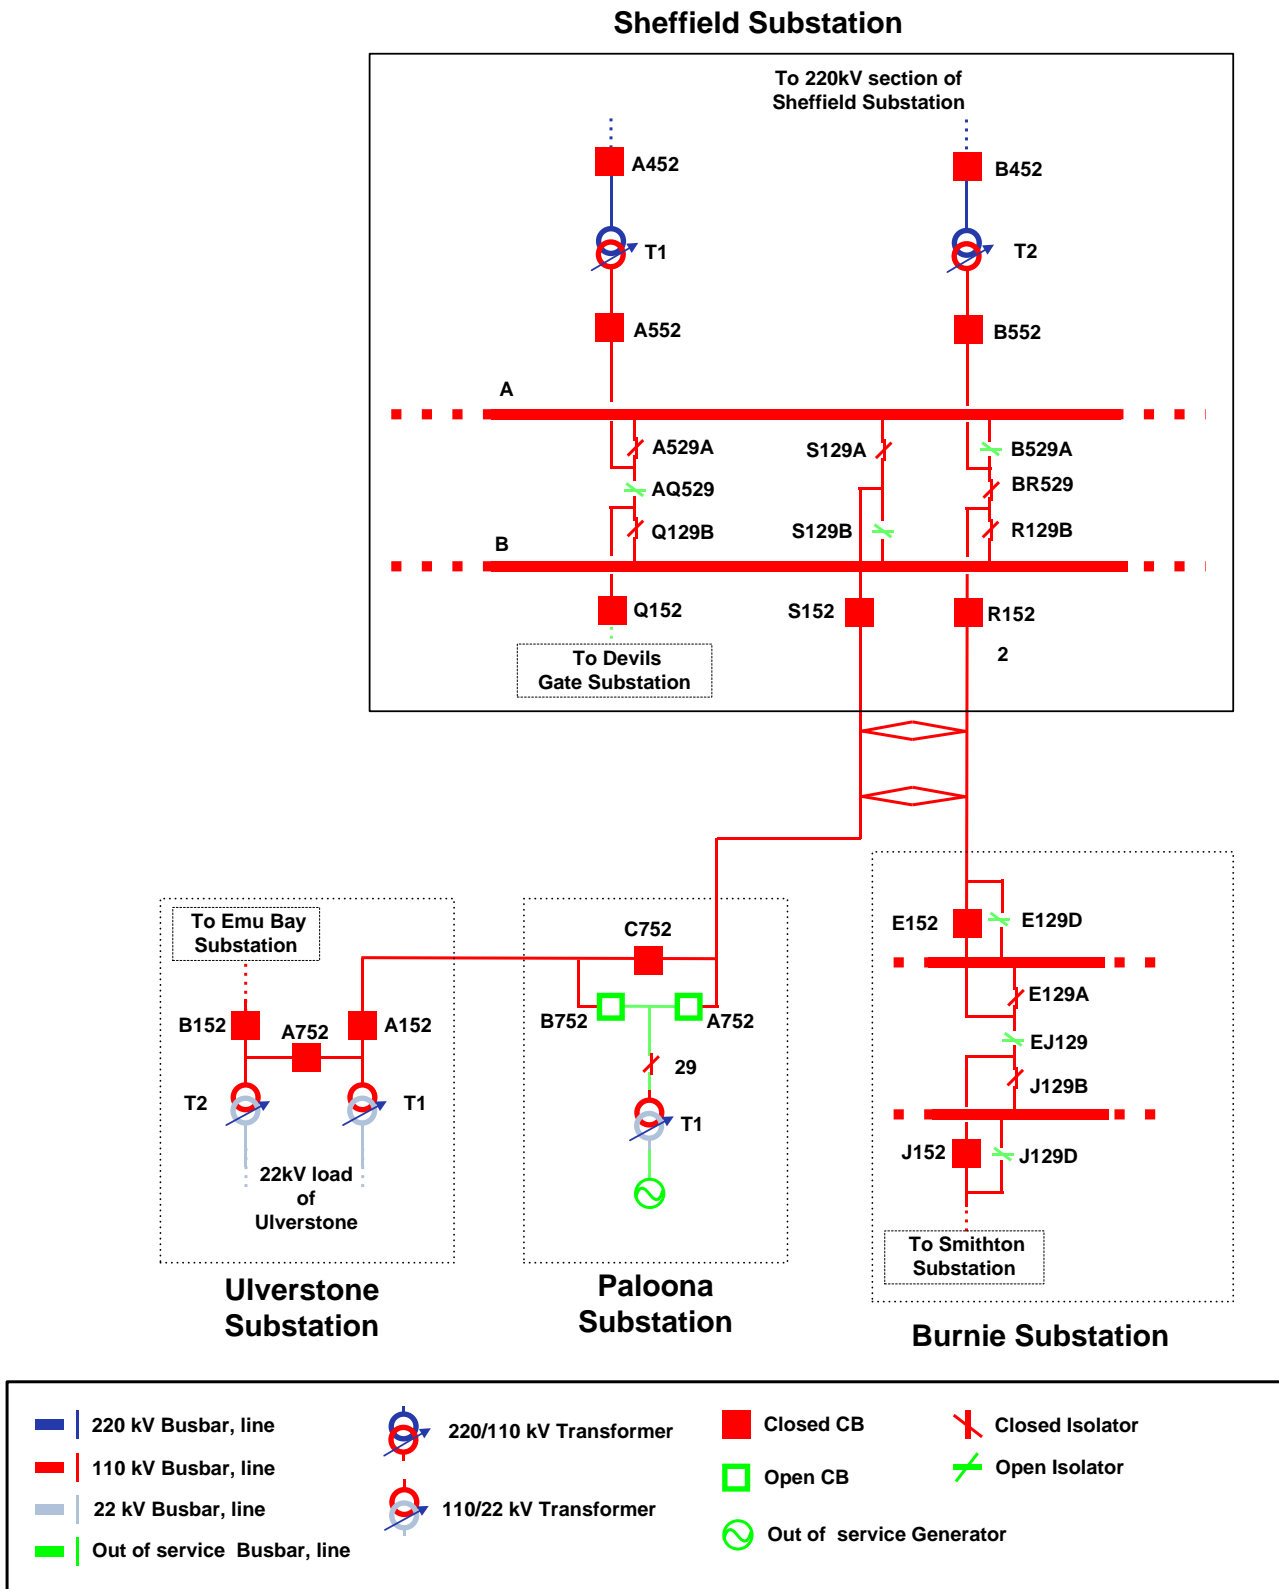 Sheffield Substation
To 220kV section of
Sheffield Substation
A452
B452
T1
T2
A552
B552
A
A529A
S129A
B529A
AQ529
BR529
Q129B
S129B
R129B
B
Q152
S152
R152
2
To Devils
Gate Substation
To Emu Bay
Substation
C752
E152
E129D
B152
A752
A152
B752
A752
E129A
EJ129
29
T2
T1
T1
J129B
J152
J129D
22kV load
of
Ulverstone
To Smithton
Substation
Ulverstone
Substation
Paloona
Substation
Burnie Substation
220 kV Busbar, line
220/110 kV Transformer
Closed CB
Closed Isolator
110 kV Busbar, line
Open CB
Open Isolator
22 kV Busbar, line
110/22 kV Transformer
Out of service Generator
Out of service Busbar, line